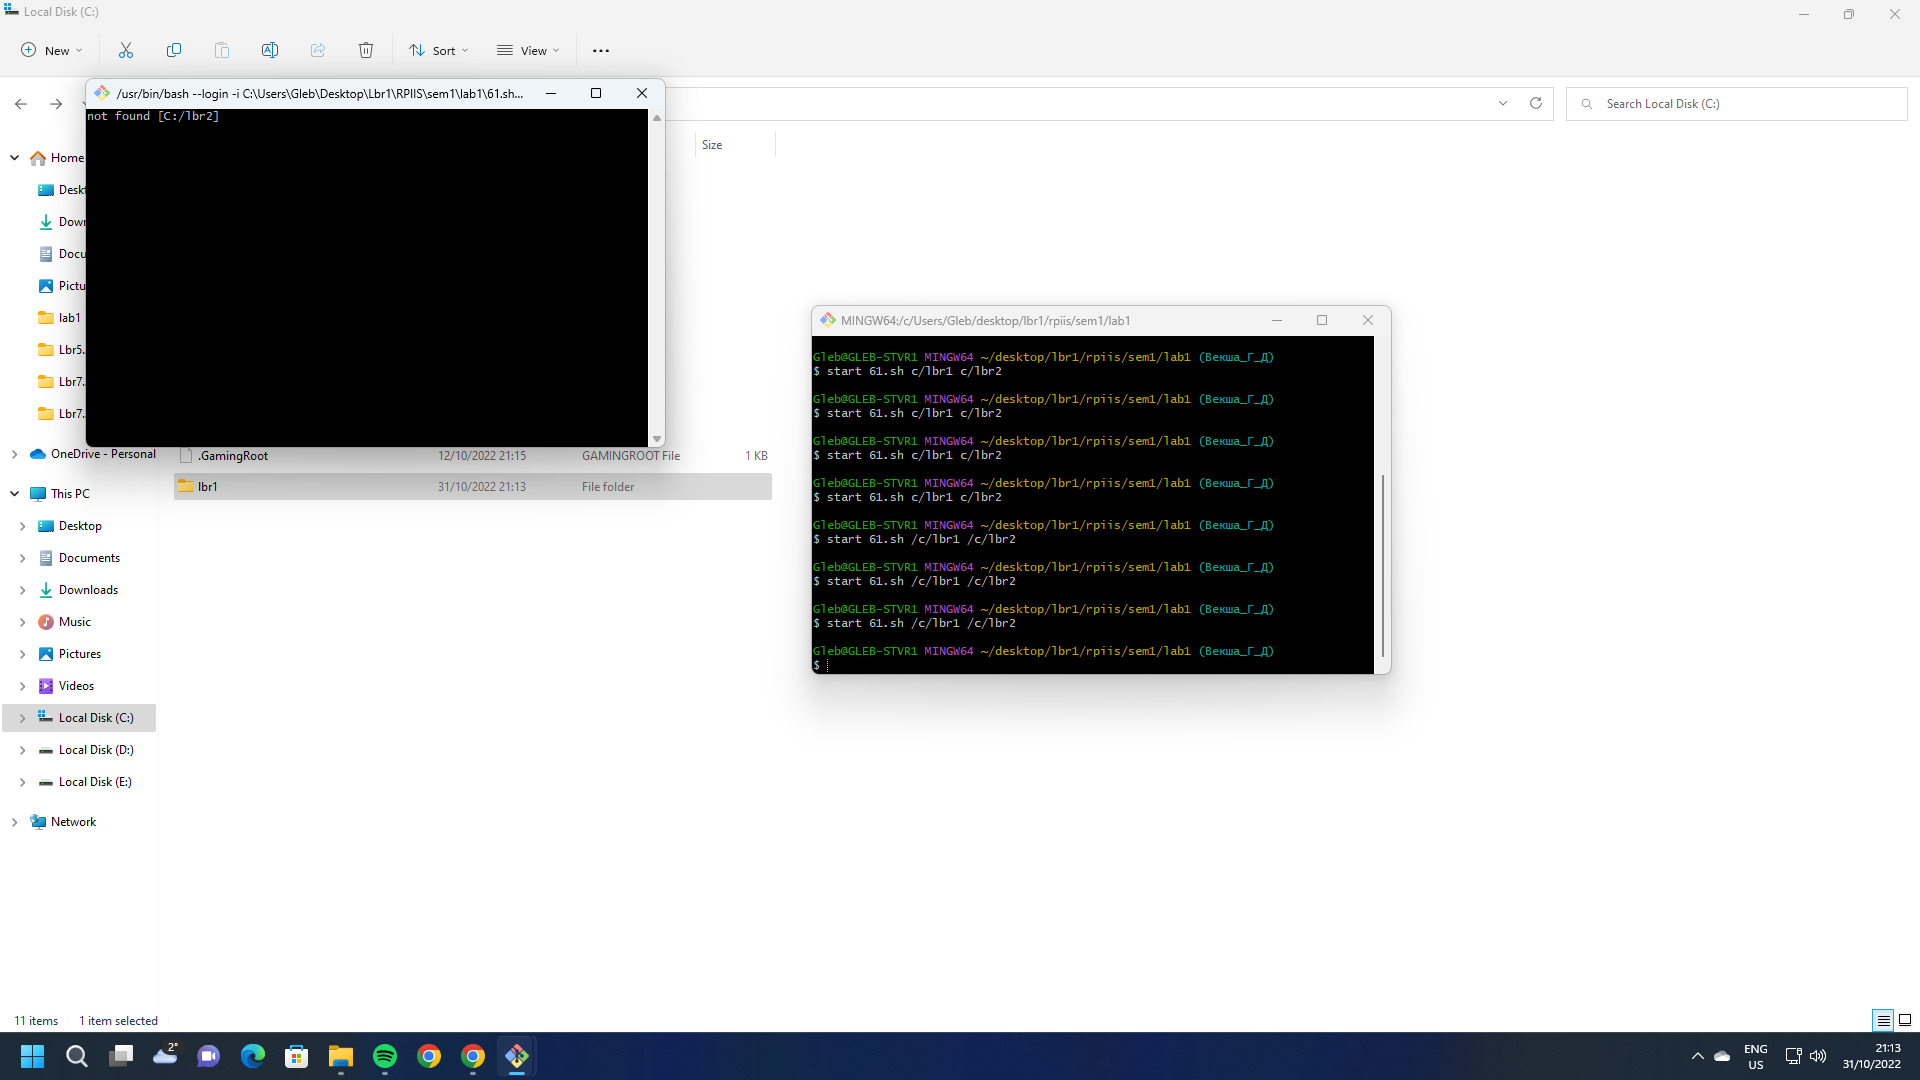 Local Disk (C:)
New
Sort
View
/usr/bin/bash --login -i C:\Users\Gleb\Desktop\Lbr1\RPIIS\sem1\lab1\61.sh...
not found [C:/lbr2]
Search Local Disk (C:)
Size
Home
Deskt
Dow
Docu
Pictu
lab1
Lbr5.
Lbr7.
Lbr7.
OneDrive - Personal
.GamingRoot 12/10/2022 21:15 GAMINGROOT File 1 KB
lbr1 31/10/2022 21:13 File folder
This PC
Desktop
Documents
Downloads
Music
Pictures
Videos
Local Disk (C:)
Local Disk (D:)
Local Disk (E:)
Network
MINGW64:/c/Users/Gleb/desktop/lbr1/rpiis/sem1/lab1
Gleb@GLEB-STVR1 MINGW64 ~/desktop/lbr1/rpiis/sem1/lab1 (Векша_Г_Д)
$ start 61.sh c/lbr1 c/lbr2
Gleb@GLEB-STVR1 MINGW64 ~/desktop/lbr1/rpiis/sem1/lab1 (Векша_Г_Д)
$ start 61.sh c/lbr1 c/lbr2
Gleb@GLEB-STVR1 MINGW64 ~/desktop/lbr1/rpiis/sem1/lab1 (Векша_Г_Д)
$ start 61.sh c/lbr1 c/lbr2
Gleb@GLEB-STVR1 MINGW64 ~/desktop/lbr1/rpiis/sem1/lab1 (Векша_Г_Д)
$ start 61.sh c/lbr1 c/lbr2
Gleb@GLEB-STVR1 MINGW64 ~/desktop/lbr1/rpiis/sem1/lab1 (Векша_Г_Д)
$ start 61.sh /c/lbr1 /c/lbr2
Gleb@GLEB-STVR1 MINGW64 ~/desktop/lbr1/rpiis/sem1/lab1 (Векша_Г_Д)
$ start 61.sh /c/lbr1 /c/lbr2
Gleb@GLEB-STVR1 MINGW64 ~/desktop/lbr1/rpiis/sem1/lab1 (Векша_Г_Д)
$ start 61.sh /c/lbr1 /c/lbr2
Gleb@GLEB-STVR1 MINGW64 ~/desktop/lbr1/rpiis/sem1/lab1 (Векша_Г_Д)
$
11 items 1 item selected
2°
ENG
US
21:13
31/10/2022